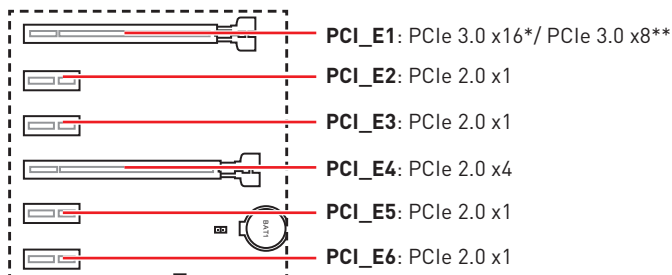 PCI_E1: PCIe 3.0 x16*/ PCIe 3.0 x8**
PCI_E2: PCIe 2.0 x1
PCI_E3: PCIe 2.0 x1
PCI_E4: PCIe 2.0 x4
PCI_E5: PCIe 2.0 x1
BAT1
PCI_E6: PCIe 2.0 x1